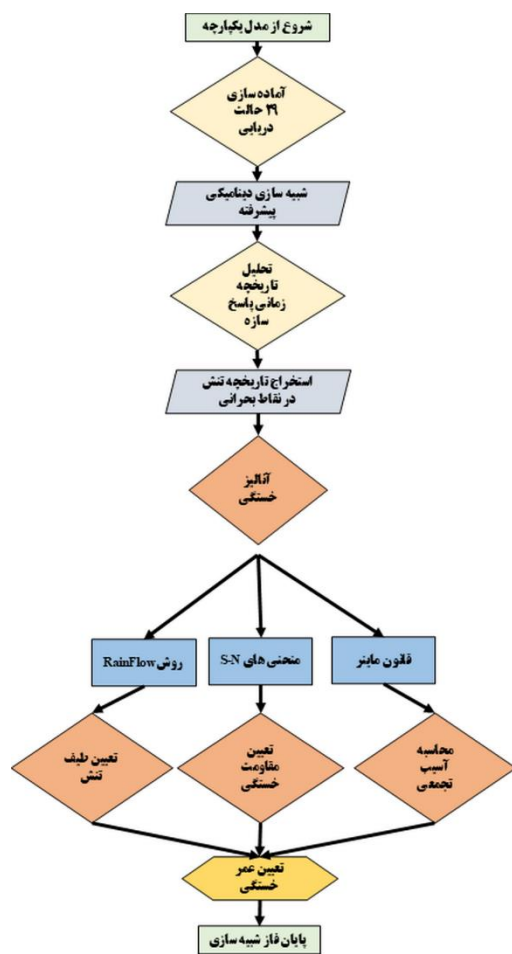 شروع از مدل یکپارچه
آماده سازی
۲۹ حالت
دریایی
شبیه سازی دینامیکی
پیشرفته
تحلیل
تاریخچه
زمانی پاسخ
سازه
استخراج تاریخچه تنش
در نقاط بحرانی
آنالیز
خستگی
روش RainFlow
منحنی های S-N
قانون ماینر
تعیین طیف
تنش
تعیین
مقاومت
خستگی
محاسبه
آسیب
تجمعی
تعیین عمر
خستگی
پایان فاز شبیه سازی